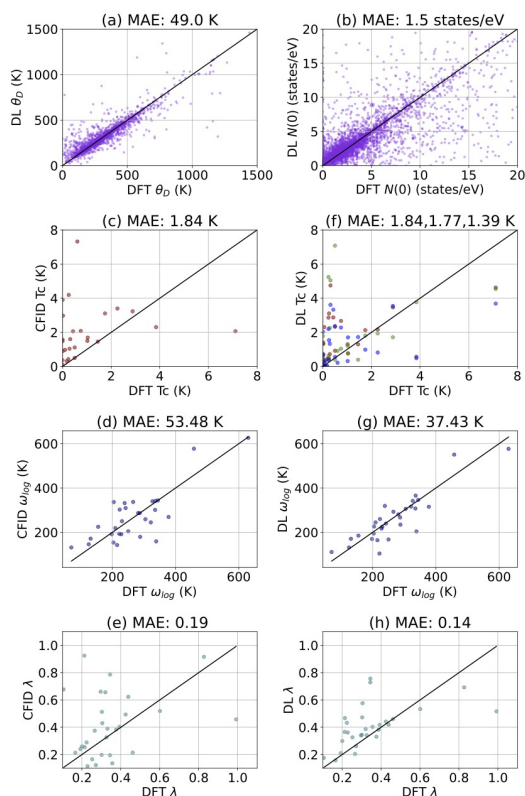 (a) MAE: 49.0 K
DL θ_D (K)
1500
1000
500
0
0 500 1000 1500
DFT θ_D (K)
(b) MAE: 1.5 states/eV
DL N(0) (states/eV)
20
15
10
5
0
0 5 10 15 20
DFT N(0) (states/eV)
(c) MAE: 1.84 K
CFID Tc (K)
8
6
4
2
0
0 2 4 6 8
DFT Tc (K)
(f) MAE: 1.84,1.77,1.39 K
DL Tc (K)
8
6
4
2
0
0 2 4 6 8
DFT Tc (K)
(d) MAE: 53.48 K
CFID ω_log (K)
600
400
200
200 400 600
DFT ω_log (K)
(g) MAE: 37.43 K
DL ω_log (K)
600
400
200
200 400 600
DFT ω_log (K)
(e) MAE: 0.19
CFID λ
1.0
0.8
0.6
0.4
0.2
0.2 0.4 0.6 0.8 1.0
DFT λ
(h) MAE: 0.14
DL λ
1.0
0.8
0.6
0.4
0.2
0.2 0.4 0.6 0.8 1.0
DFT λ